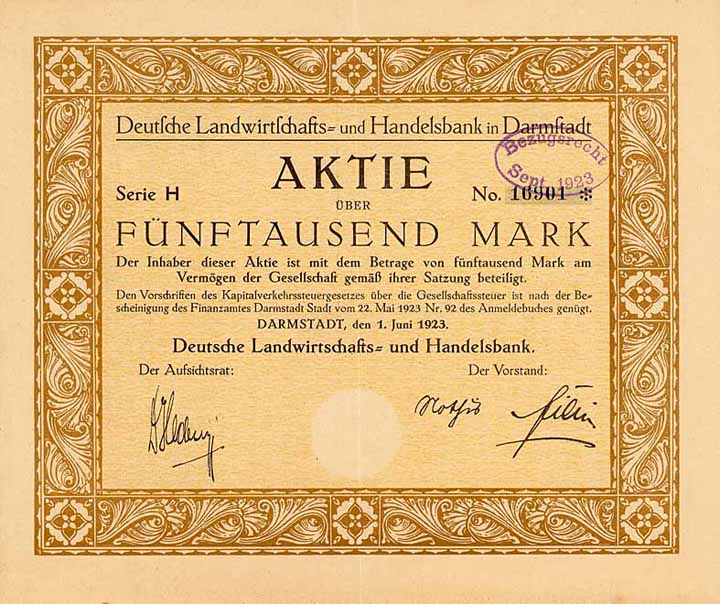 Deutsche Landwirtschafts- und Handelsbank in Darmstadt
Bezugsrecht
Sept. 1923
AKTIE
Serie H
No. 16901 *
ÜBER
FÜNFTAUSEND MARK
Der Inhaber dieser Aktie ist mit dem Betrage von fünftausend Mark am
Vermögen der Gesellschaft gemäß ihrer Satzung beteiligt.
Den Vorschriften des Kapitalverkehrssteuergesetzes über die Gesellschaftssteuer ist nach der Be-
scheinigung des Finanzamtes Darmstadt Stadt vom 22. Mai 1923 Nr. 92 des Anmeldebuches genügt.
DARMSTADT, den 1. Juni 1923.
Deutsche Landwirtschafts- und Handelsbank.
Der Aufsichtsrat:
Der Vorstand: